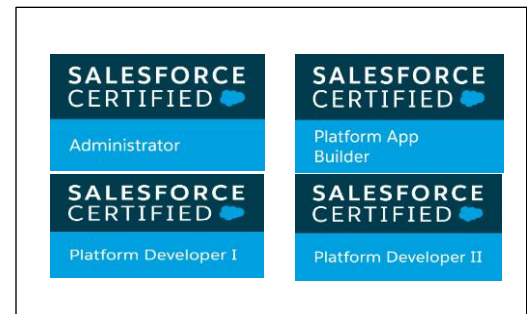 SALESFORCE
CERTIFIED
Administrator
SALESFORCE
CERTIFIED
Platform App
Builder
SALESFORCE
CERTIFIED
Platform Developer I
SALESFORCE
CERTIFIED
Platform Developer II